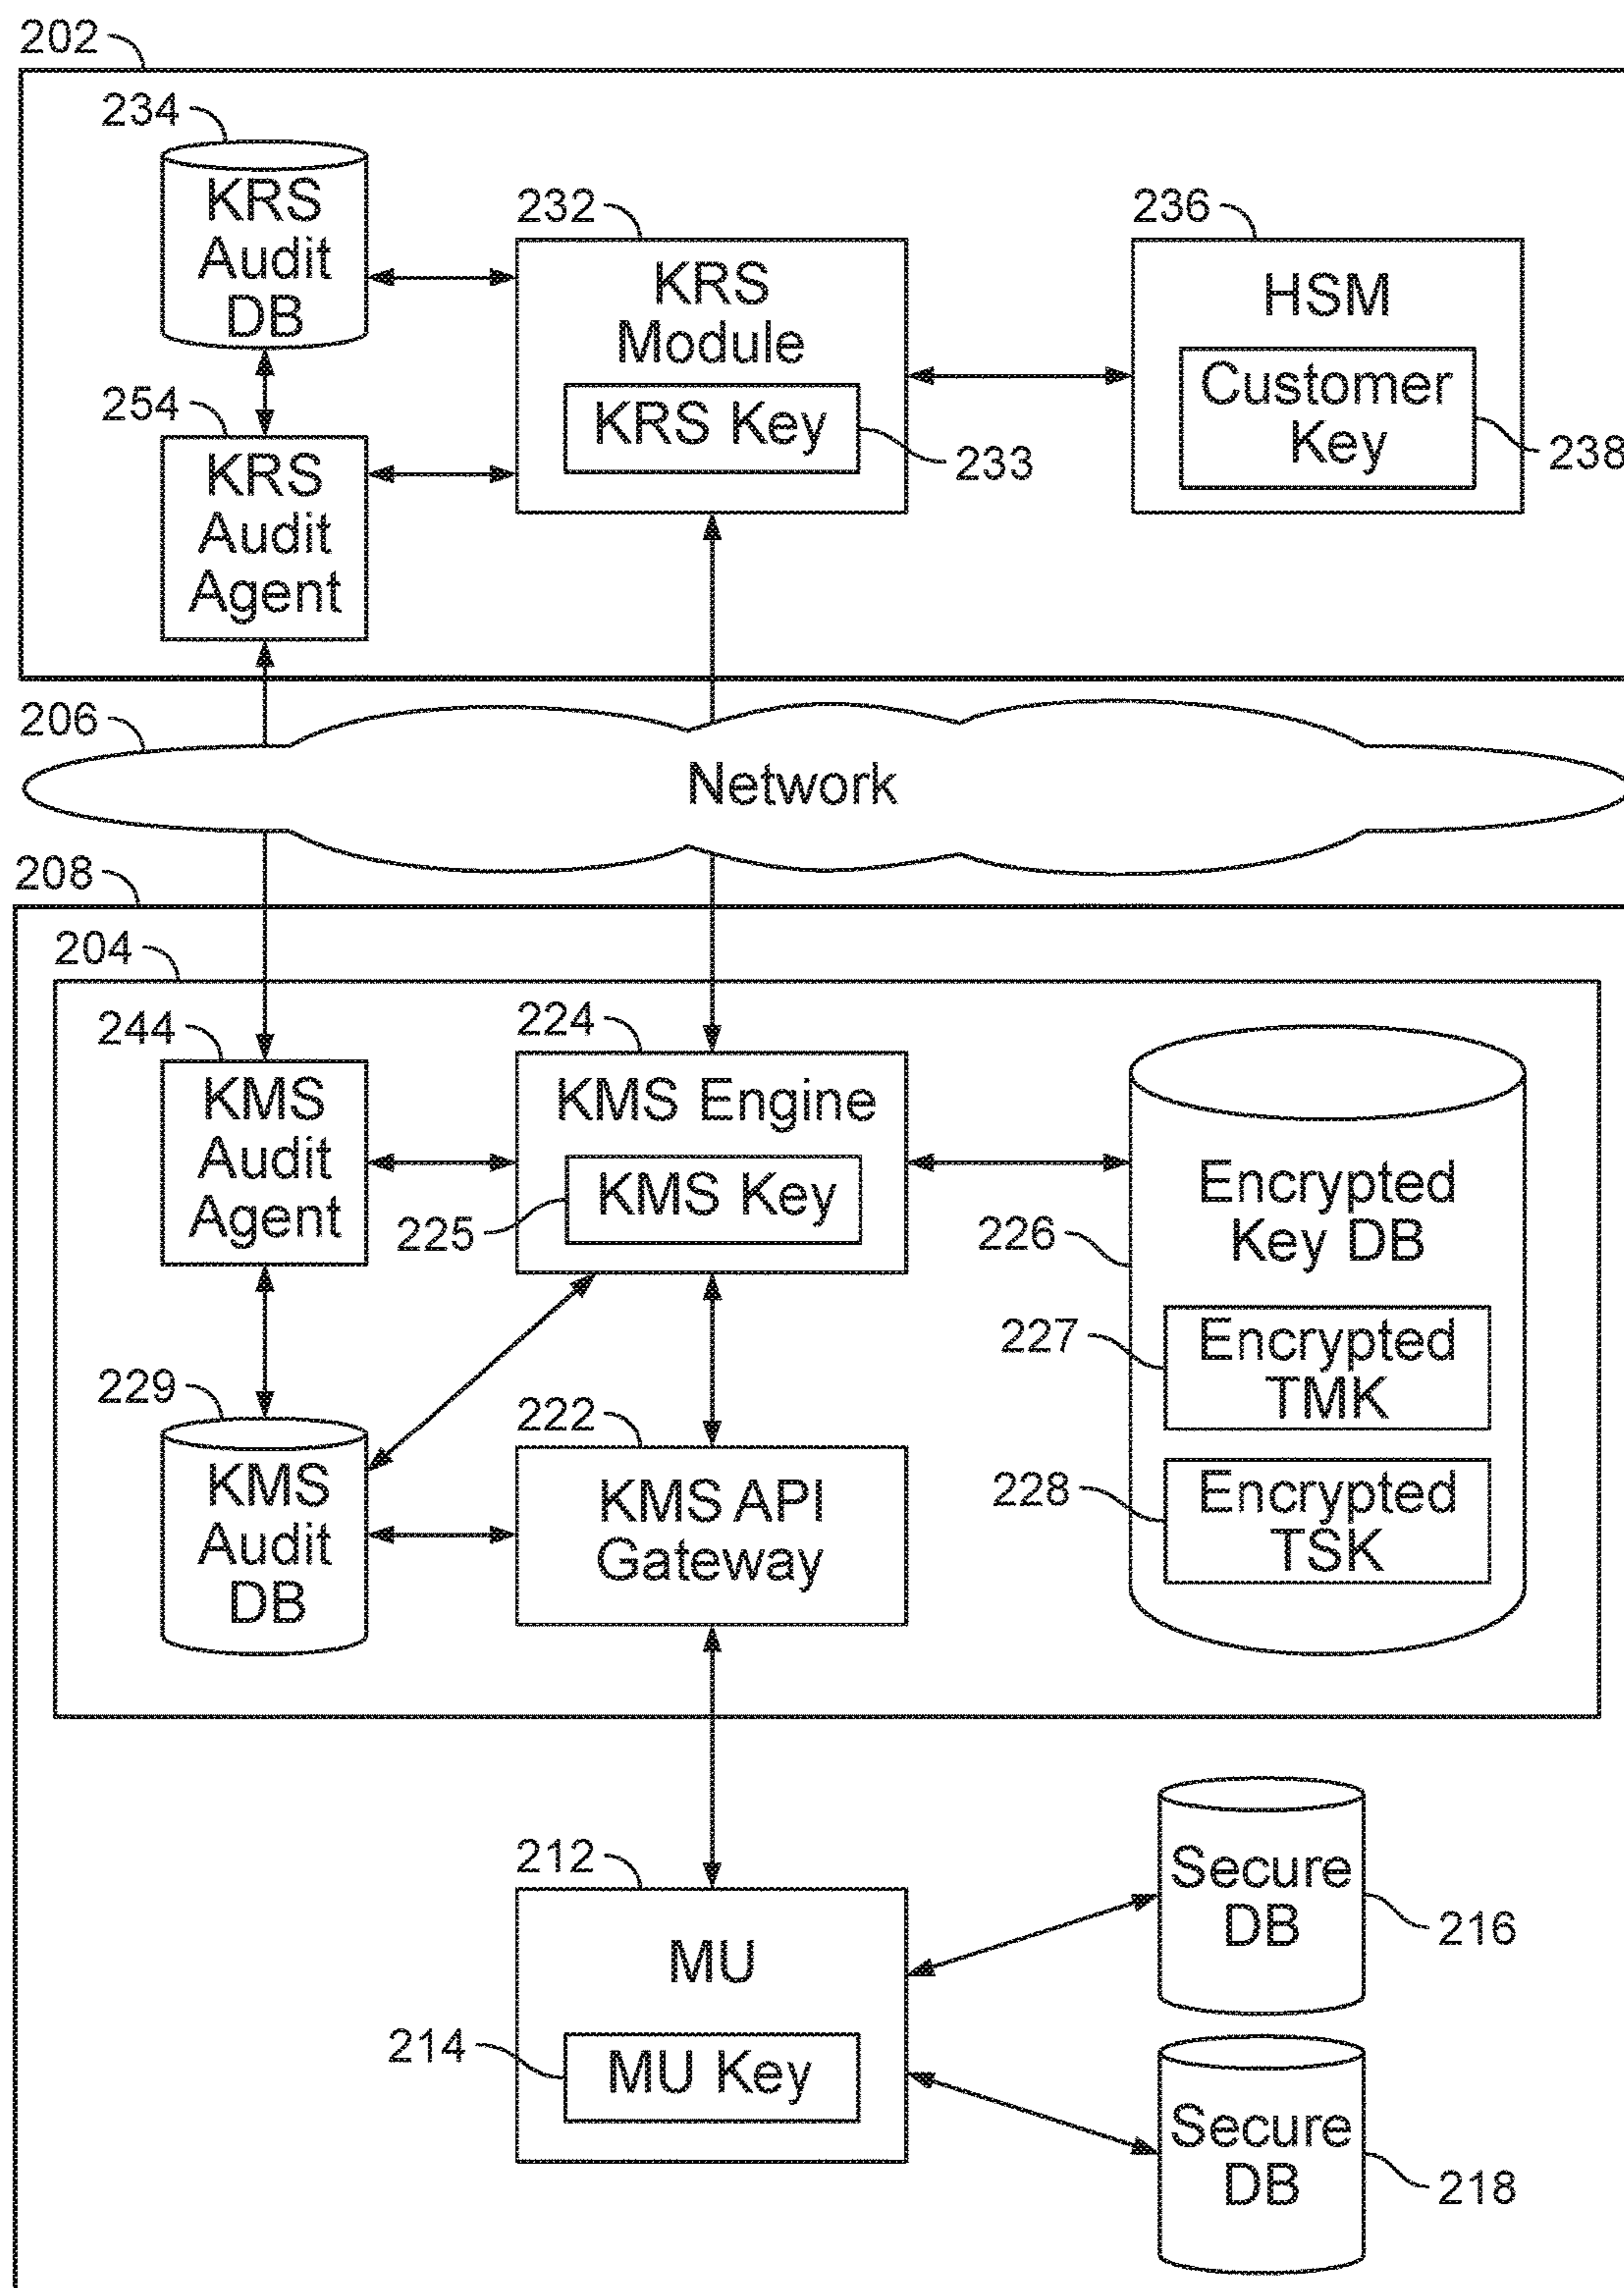 202
234
KRS
Audit
DB
232
KRS
Module
KRS Key
233
236
HSM
Customer
Key
238
254
KRS
Audit
Agent
206
Network
208
204
244
KMS
Audit
Agent
224
KMS Engine
KMS Key
225
226
Encrypted
Key DB
227
Encrypted
TMK
228
Encrypted
TSK
229
KMS
Audit
DB
222
KMS API
Gateway
212
MU
214
MU Key
Secure
DB
216
Secure
DB
218